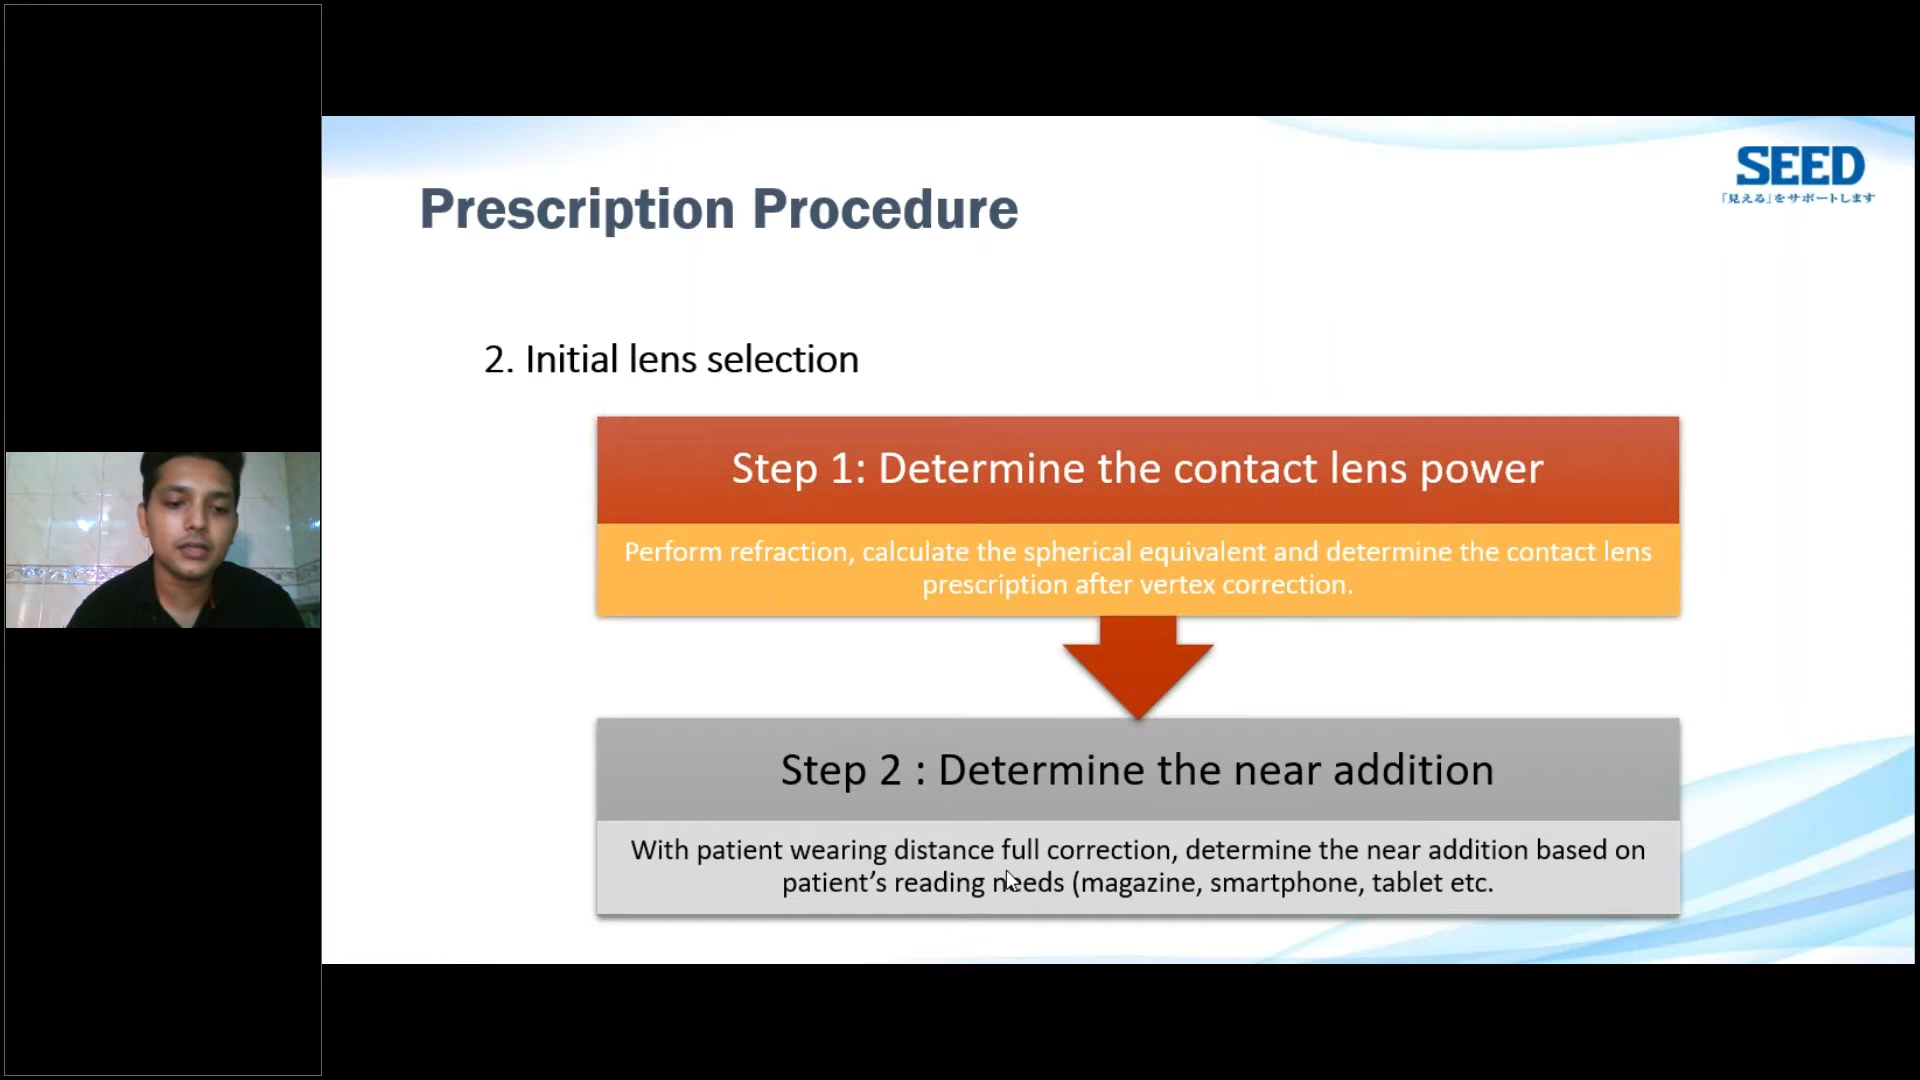 SEED
「見える」をサポートします
Prescription Procedure
2. Initial lens selection
Step 1: Determine the contact lens power
Perform refraction, calculate the spherical equivalent and determine the contact lens
prescription after vertex correction.
Step 2 : Determine the near addition
With patient wearing distance full correction, determine the near addition based on
patient’s reading needs (magazine, smartphone, tablet etc.